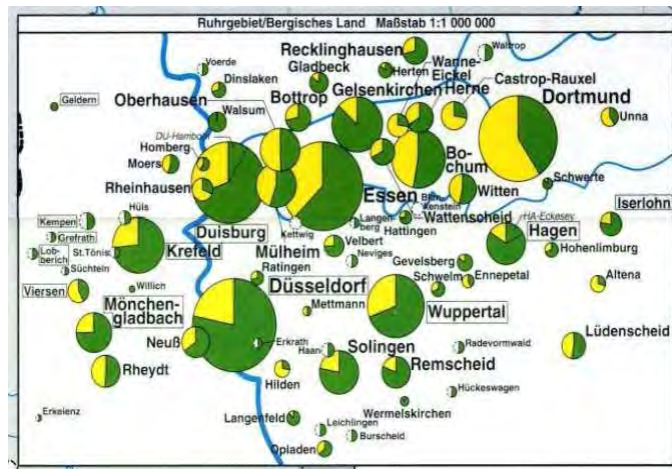 Ruhrgebiet/Bergisches Land Maßstab 1:1 000 000
Recklinghausen
Waltrop
Voerde
Gladbeck
Herten
Wanne-
Eickel
Dinslaken
Gelsenkirchen
Herne
Castrop-Rauxel
Geldern
Oberhausen
Bottrop
Dortmund
Walsum
Unna
DU-Hamborn
Homberg
Bo-
chum
Moers
Rheinhausen
Essen
Witten
Schwerte
Hüls
Wattenscheid
Iserlohn
Kempen
Kettwig
Langen-
berg
Hattingen
HA-Eckesey
Grefrath
Duisburg
Hagen
Lob-
berich
St.Tönis
Krefeld
Mülheim
Velbert
Hohenlimburg
Süchteln
Ratingen
Neviges
Gevelsberg
Viersen
Willich
Düsseldorf
Schwelm
Ennepetal
Altena
Mönchen-
gladbach
Mettmann
Wuppertal
Neuß
Erkrath
Haan
Solingen
Radevormwald
Lüdenscheid
Rheydt
Hilden
Remscheid
Hückeswagen
Wermelskirchen
Erkelenz
Langenfeld
Leichlingen
Burscheid
Opladen